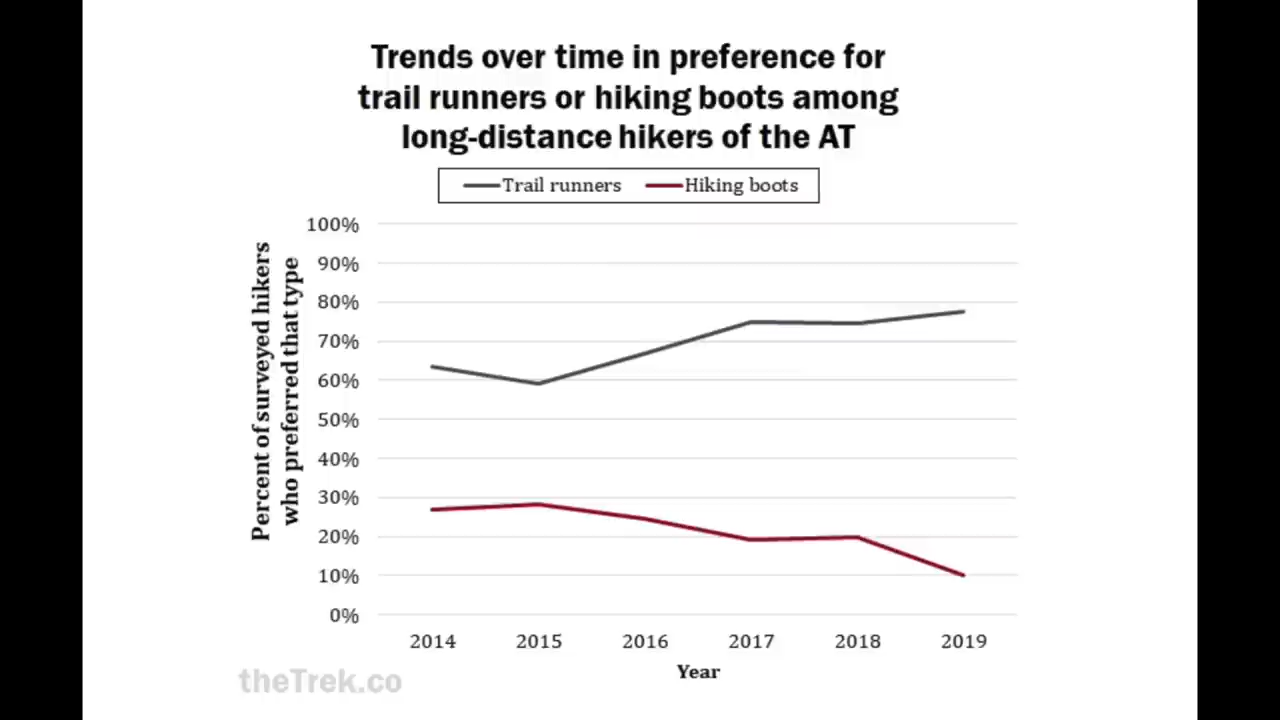 Trends over time in preference for
trail runners or hiking boots among
long-distance hikers of the AT
Trail runners Hiking boots
Percent of surveyed hikers
who preferred that type
100%
90%
80%
70%
60%
50%
40%
30%
20%
10%
0%
2014 2015 2016 2017 2018 2019
Year
theTrek.co